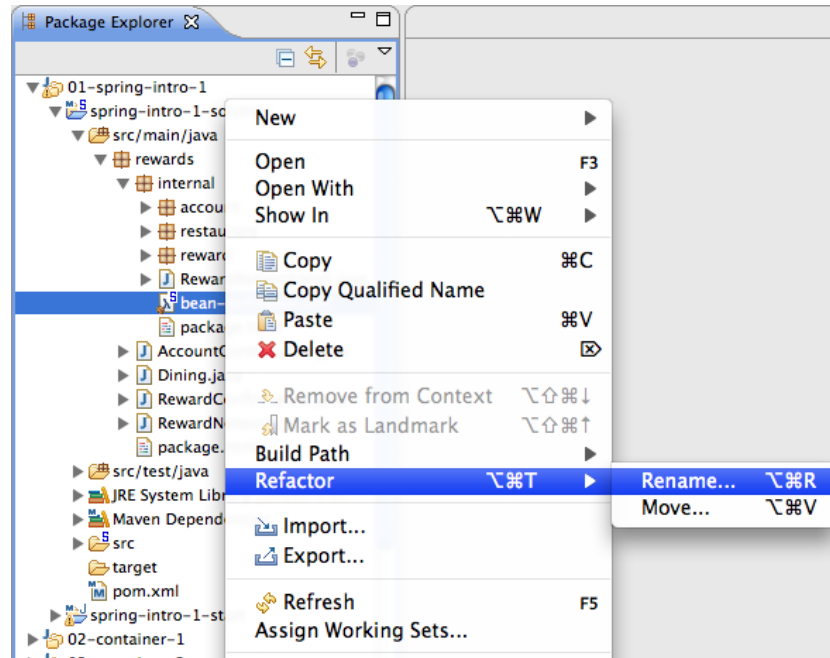 Package Explorer
01-spring-intro-1
spring-intro-1-so
src/main/java
rewards
internal
accou
restau
reward
Rewar
bean-
packa
AccountC
Dining.ja
RewardC
RewardN
package.
src/test/java
JRE System Libr
Maven Depend
src
target
pom.xml
spring-intro-1-st
02-container-1
New
Open F3
Open With
Show In ⌥⌘W
Copy ⌘C
Copy Qualified Name
Paste ⌘V
Delete ⌦
Remove from Context ⌥⇧⌘↓
Mark as Landmark ⌥⇧⌘↑
Build Path
Refactor ⌥⌘T
Import...
Export...
Refresh F5
Assign Working Sets...
Rename... ⌥⌘R
Move... ⌥⌘V